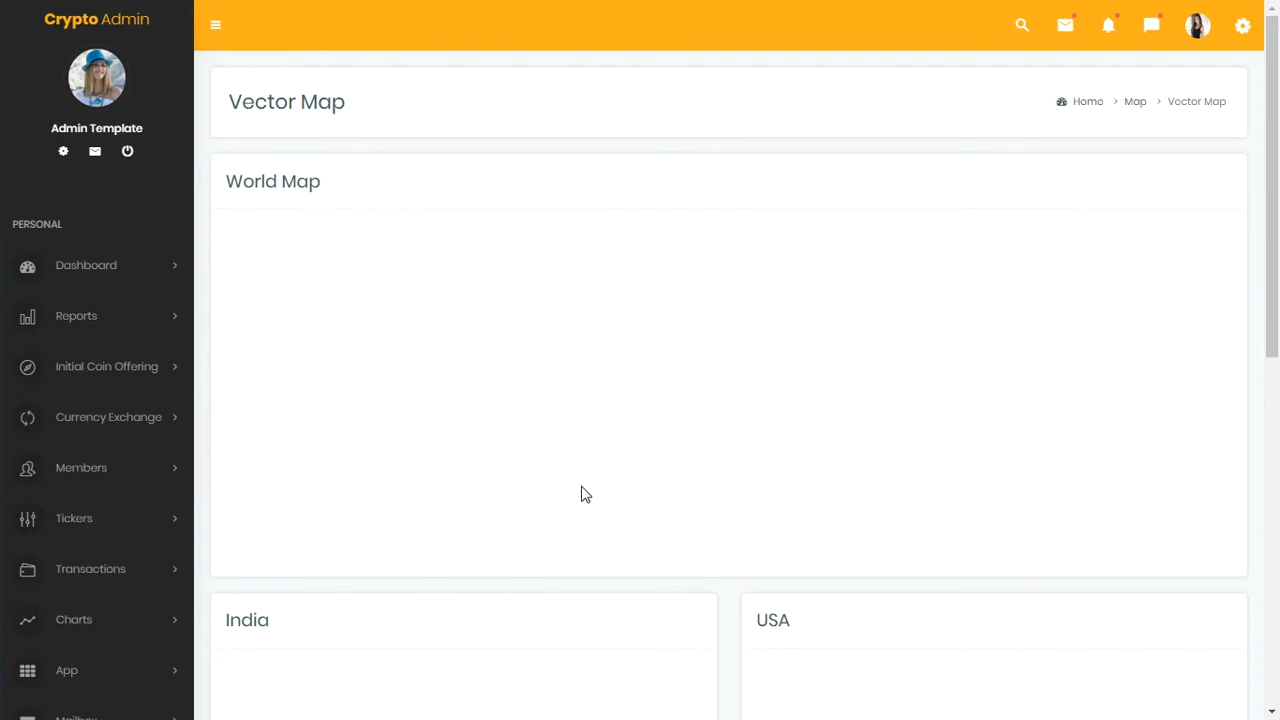 Crypto Admin
Admin Template
PERSONAL
Dashboard
Reports
Initial Coin Offering
Currency Exchange
Members
Tickers
Transactions
Charts
App
Mailbox
Vector Map
Home > Map > Vector Map
World Map
India
USA